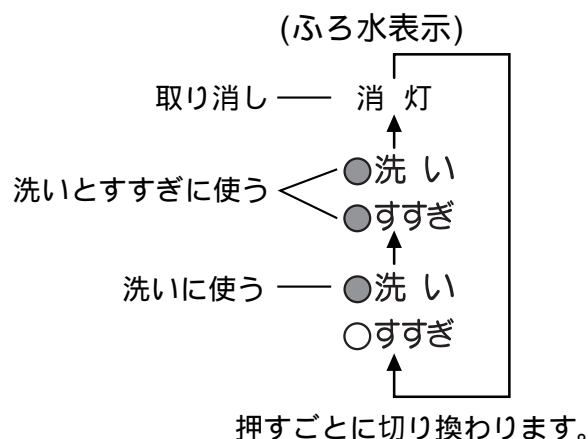 (ふろ水表示)
取り消し 消 灯
洗いとすすぎに使う
洗 い
すすぎ
洗いに使う
洗 い
すすぎ
押すごとに切り換わります。